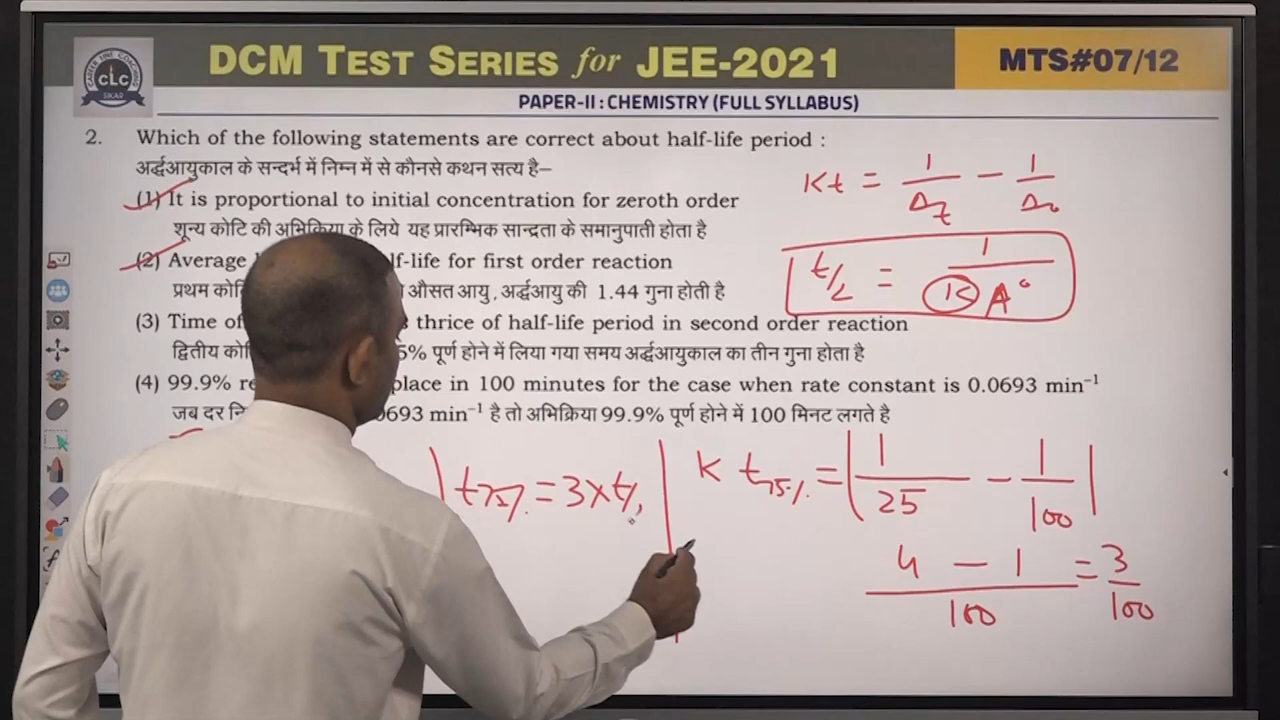 CAREER LINE COACHING
CLC
SIKAR
DCM TEST SERIES for JEE-2021
MTS#07/12
PAPER-II : CHEMISTRY (FULL SYLLABUS)
2. Which of the following statements are correct about half-life period :
अर्द्धआयुकाल के सन्दर्भ में निम्न में से कौनसे कथन सत्य है–
(1) It is proportional to initial concentration for zeroth order
शून्य कोटि की अभिक्रिया के लिये यह प्रारम्भिक सान्द्रता के समानुपाती होता है
(2) Average lf-life for first order reaction
प्रथम औसत आयु, अर्द्धआयु की 1.44 गुना होती है
(3) Time of thrice of half-life period in second order reaction
द्वितीय 5% पूर्ण होने में लिया गया समय अर्द्धआयुकाल का तीन गुना होता है
(4) 99.9% re place in 100 minutes for the case when rate constant is 0.0693 min⁻¹
जब दर 0693 min⁻¹ है तो अभिक्रिया 99.9% पूर्ण होने में 100 मिनट लगते है
Kt = 1/At − 1/A0
t1/2 = 1/K A°
t75% = 3×t1/2
K t75% = | 1/25 − 1/100 |
4 − 1 / 100 = 3/100